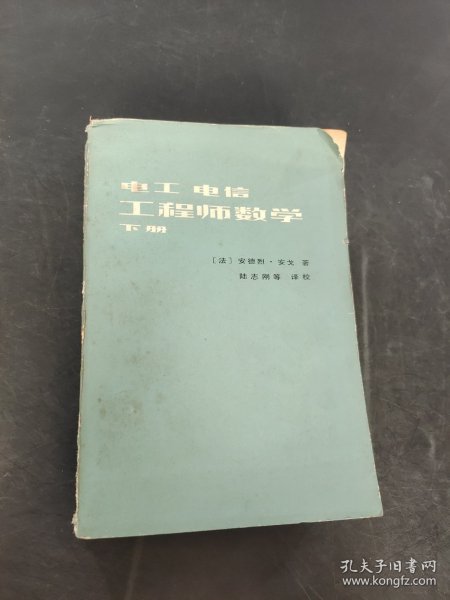 电工 电信
工程师数学
下册
［法］安德烈·安戈 著
陆志刚等 译校
孔夫子旧书网
www.kongfz.com